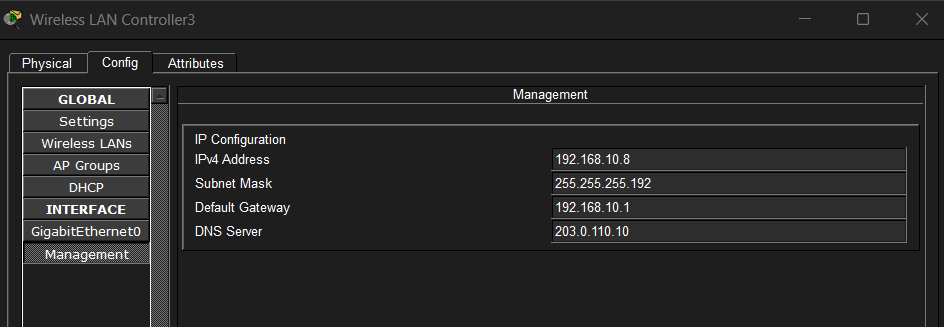 Wireless LAN Controller3
Physical Config Attributes
GLOBAL
Settings
Wireless LANs
AP Groups
DHCP
INTERFACE
GigabitEthernet0
Management
Management
IP Configuration
IPv4 Address 192.168.10.8
Subnet Mask 255.255.255.192
Default Gateway 192.168.10.1
DNS Server 203.0.110.10